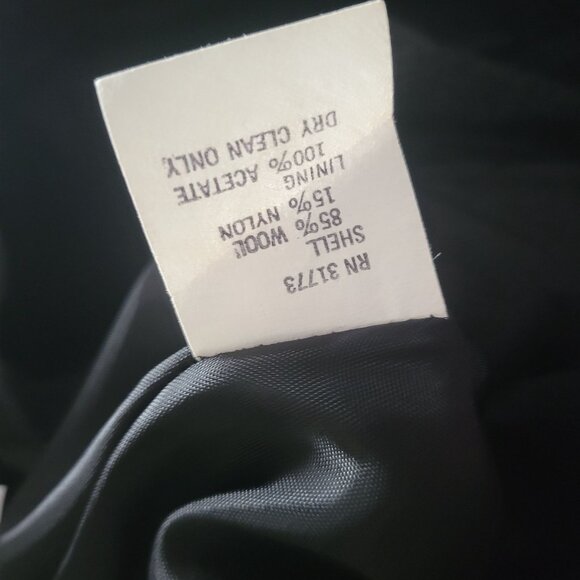 RN 31773
SHELL
85% WOOL
15% NYLON
LINING
100% ACETATE
DRY CLEAN ONLY.